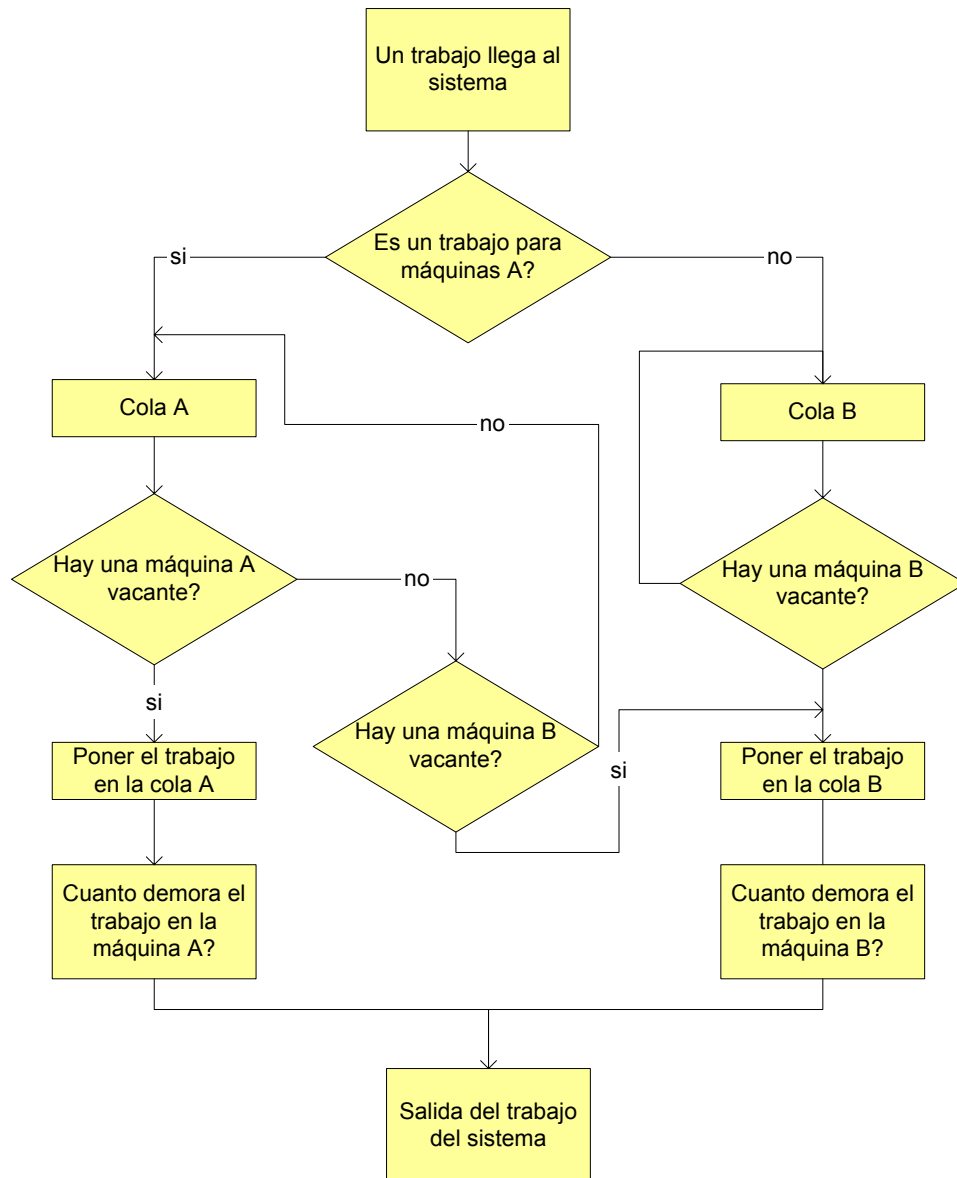 Un trabajo llega al
sistema
Es un trabajo para
máquinas A?
si
no
Cola A
Cola B
no
Hay una máquina A
vacante?
no
Hay una máquina B
vacante?
si
Hay una máquina B
vacante?
si
Poner el trabajo
en la cola A
Poner el trabajo
en la cola B
Cuanto demora el
trabajo en la
máquina A?
Cuanto demora el
trabajo en la
máquina B?
Salida del trabajo
del sistema